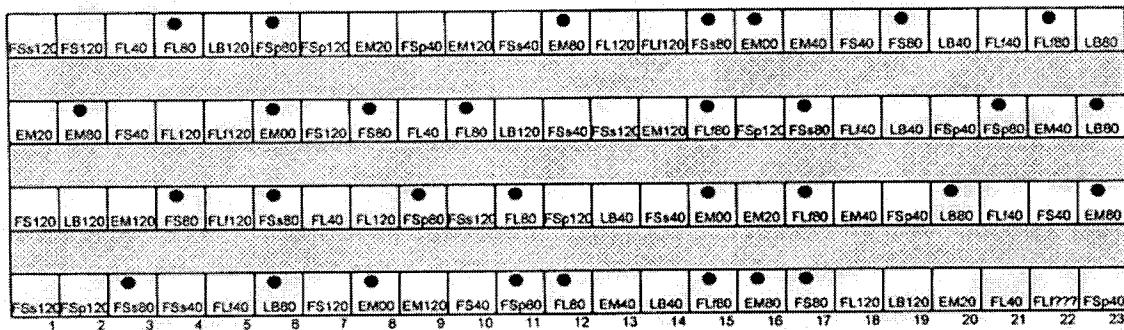 FSs120 FS120 FL40 FL80 LB120 FSp80 FSp120 EM20 FSp40 EM120 FSs40 EM80 FL120 FLf120 FSs80 EM00 EM40 FS40 FS80 LB40 FLf40 FLf80 LB80
EM20 EM80 FS40 FL120 FLf120 EM00 FS120 FS80 FL40 FL80 LB120 FSs40 FSs120 EM120 FLf80 FSp120 FSs80 FLf40 LB40 FSp40 FSp80 EM40 LB80
FS120 LB120 EM120 FS80 FLf120 FSs80 FL40 FL120 FSp80 FSs120 FL80 FSp120 LB40 FSs40 EM00 EM20 FLf80 EM40 FSp40 LB80 FLf40 FS40 EM80
FSs120 FSp120 FSs80 FSs40 FLf40 LB80 FS120 EM00 EM120 FS40 FSp80 FL80 EM40 LB40 FLf80 EM80 FS80 FL120 LB120 EM20 FL40 FLf??? FSp40
1 2 3 4 5 6 7 8 9 10 11 12 13 14 15 16 17 18 19 20 21 22 23